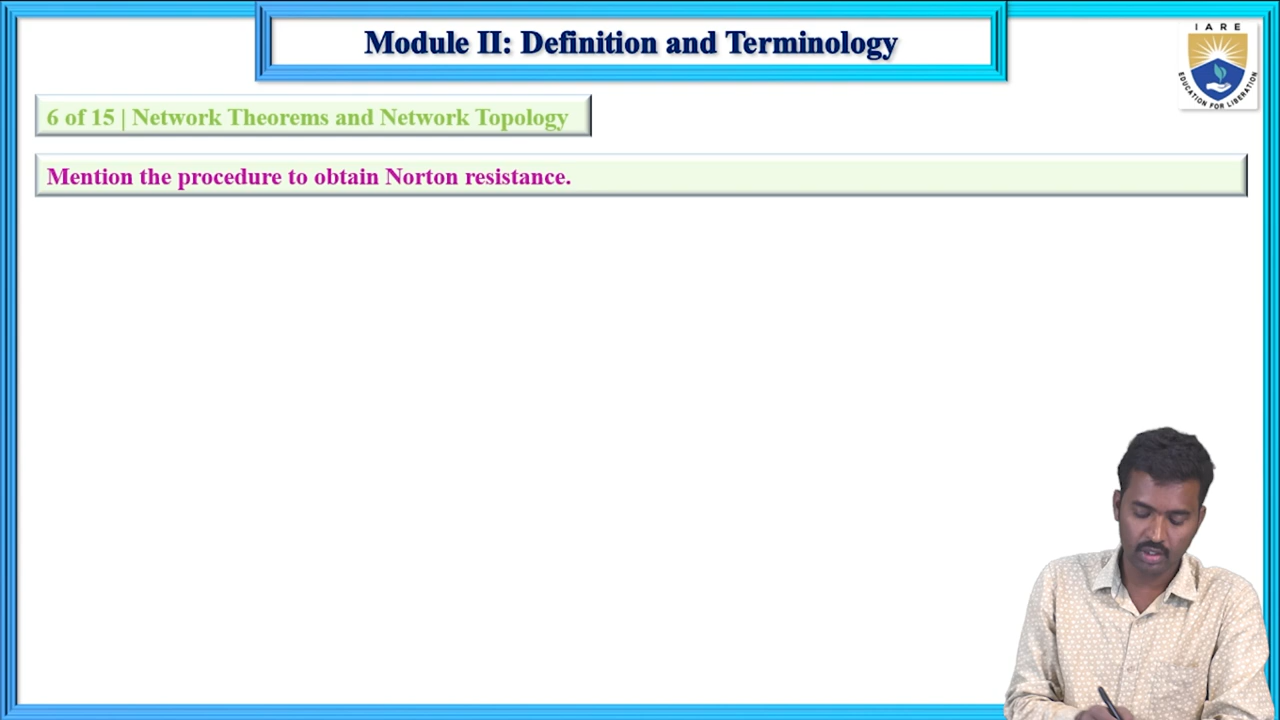 Module II: Definition and Terminology
I A R E
EDUCATION FOR LIBERATION
6 of 15 | Network Theorems and Network Topology
Mention the procedure to obtain Norton resistance.